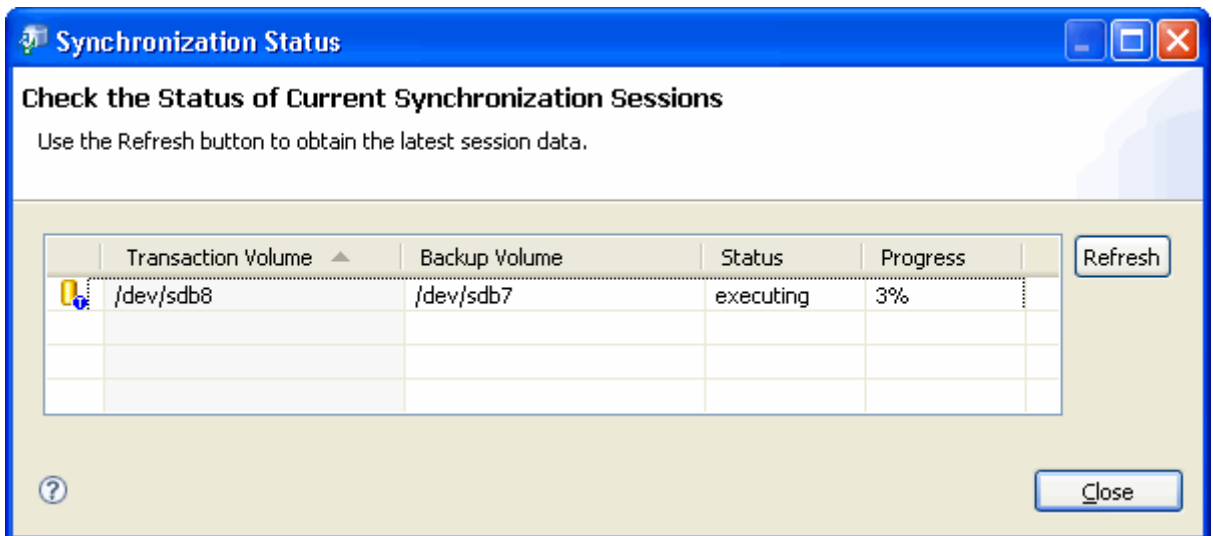 Synchronization Status
Check the Status of Current Synchronization Sessions
Use the Refresh button to obtain the latest session data.
Transaction Volume Backup Volume Status Progress Refresh
/dev/sdb8 /dev/sdb7 executing 3%
Close